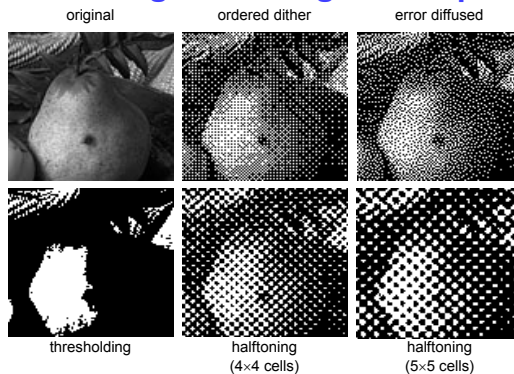 original
ordered dither
error diffused
thresholding
halftoning
(4×4 cells)
halftoning
(5×5 cells)